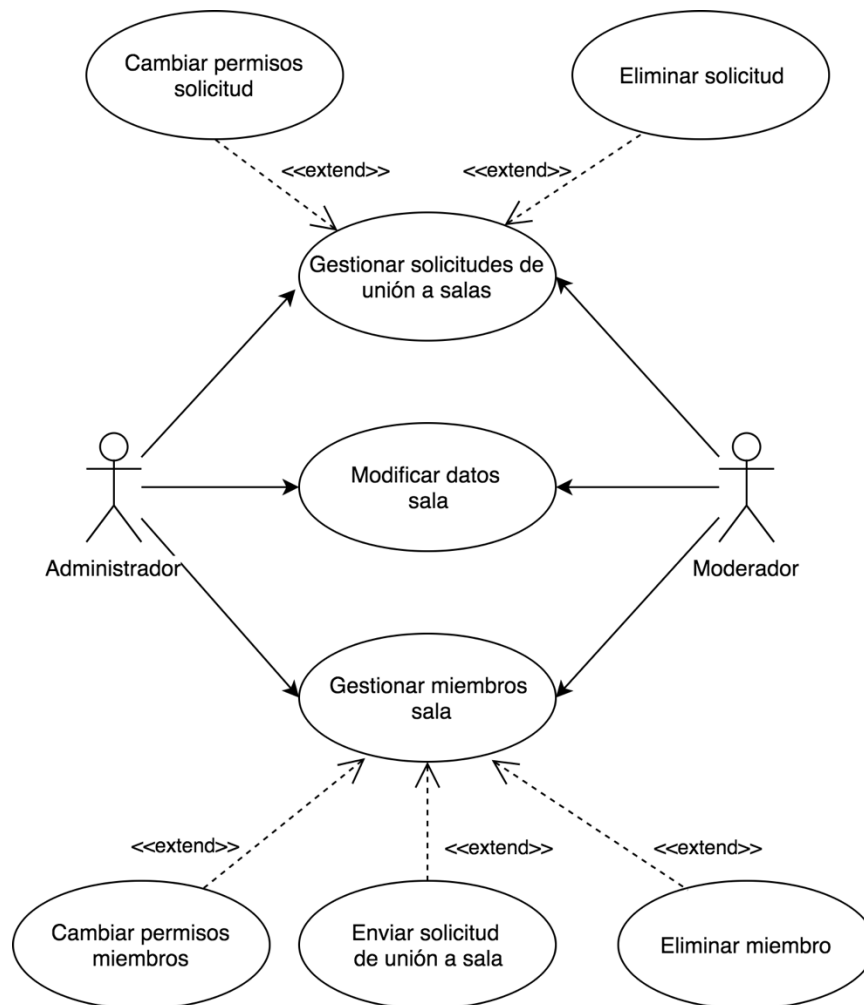 Cambiar permisos
solicitud
Eliminar solicitud
<<extend>>
<<extend>>
Gestionar solicitudes de
unión a salas
Modificar datos
sala
Administrador
Moderador
Gestionar miembros
sala
<<extend>>
<<extend>>
<<extend>>
Cambiar permisos
miembros
Enviar solicitud
de unión a sala
Eliminar miembro